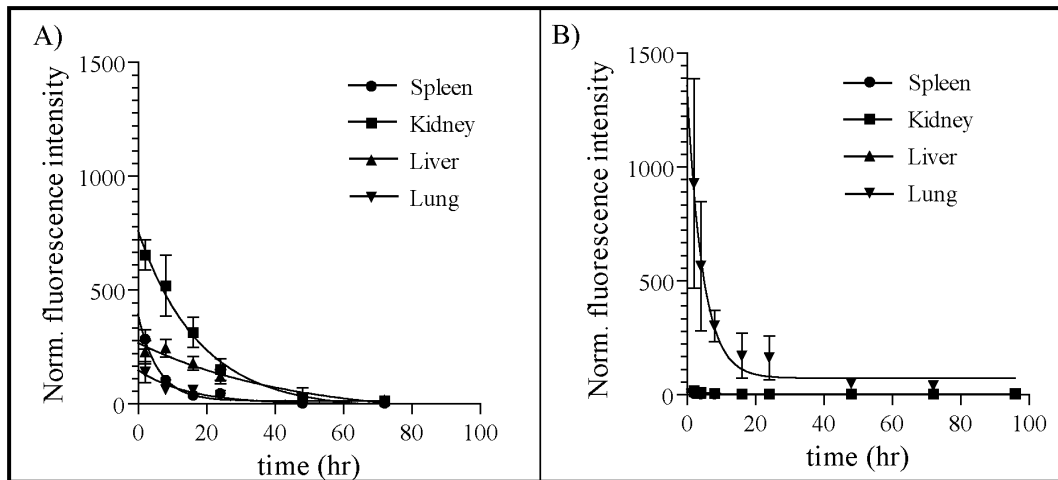 A)
Norm. fluorescence intensity
1500
1000
500
0
Spleen
Kidney
Liver
Lung
0 20 40 60 80 100
time (hr)
B)
Norm. fluorescence intensity
1500
1000
500
0
Spleen
Kidney
Liver
Lung
0 20 40 60 80 100
time (hr)